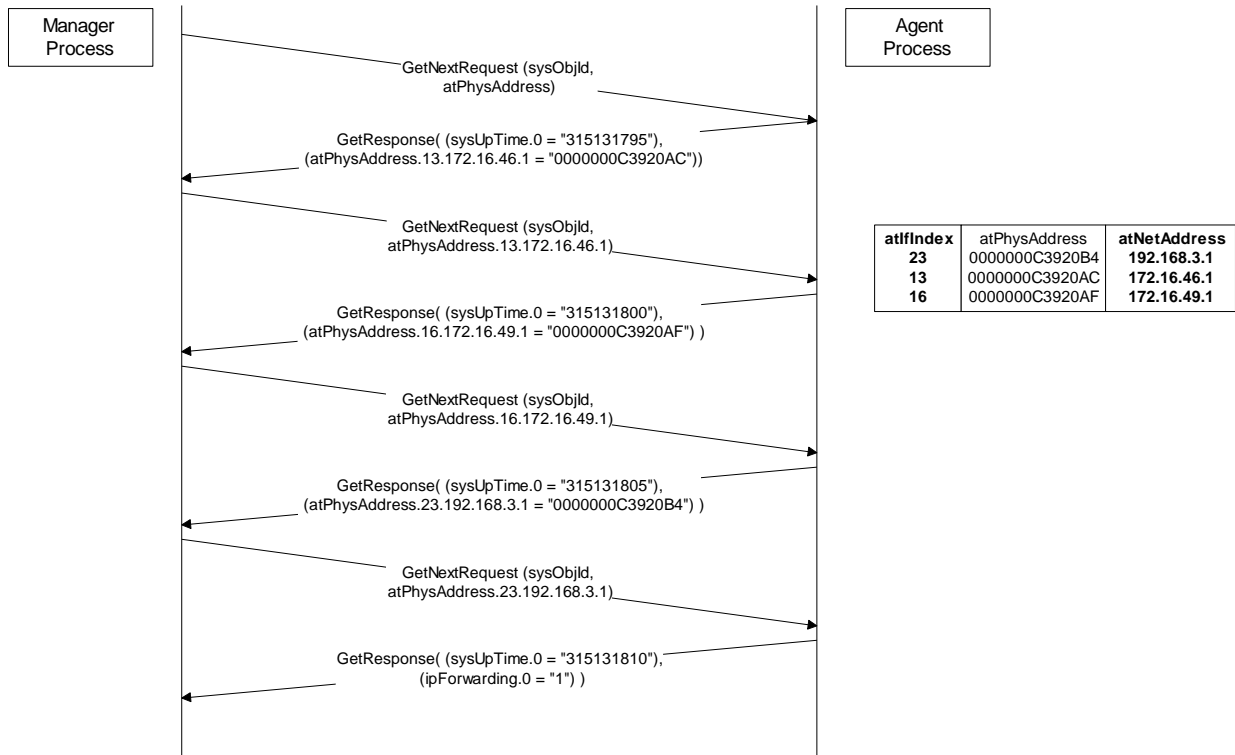 Manager
Process
Agent
Process
GetNextRequest (sysObjId,
atPhysAddress)
GetResponse( (sysUpTime.0 = "315131795"),
(atPhysAddress.13.172.16.46.1 = "0000000C3920AC"))
GetNextRequest (sysObjId,
atPhysAddress.13.172.16.46.1)
atIfIndex atPhysAddress atNetAddress
23 0000000C3920B4 192.168.3.1
13 0000000C3920AC 172.16.46.1
16 0000000C3920AF 172.16.49.1
GetResponse( (sysUpTime.0 = "315131800"),
(atPhysAddress.16.172.16.49.1 = "0000000C3920AF") )
GetNextRequest (sysObjId,
atPhysAddress.16.172.16.49.1)
GetResponse( (sysUpTime.0 = "315131805"),
(atPhysAddress.23.192.168.3.1 = "0000000C3920B4") )
GetNextRequest (sysObjId,
atPhysAddress.23.192.168.3.1)
GetResponse( (sysUpTime.0 = "315131810"),
(ipForwarding.0 = "1") )